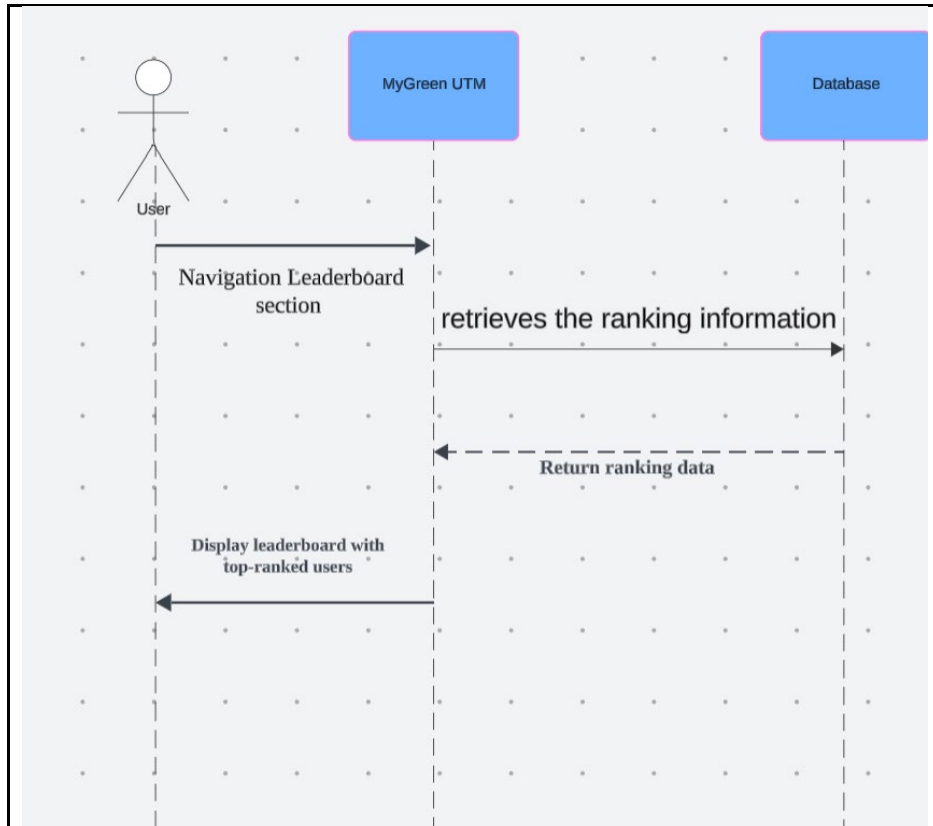 MyGreen UTM
Database
User
Navigation Leaderboard
section
retrieves the ranking information
Return ranking data
Display leaderboard with
top-ranked users